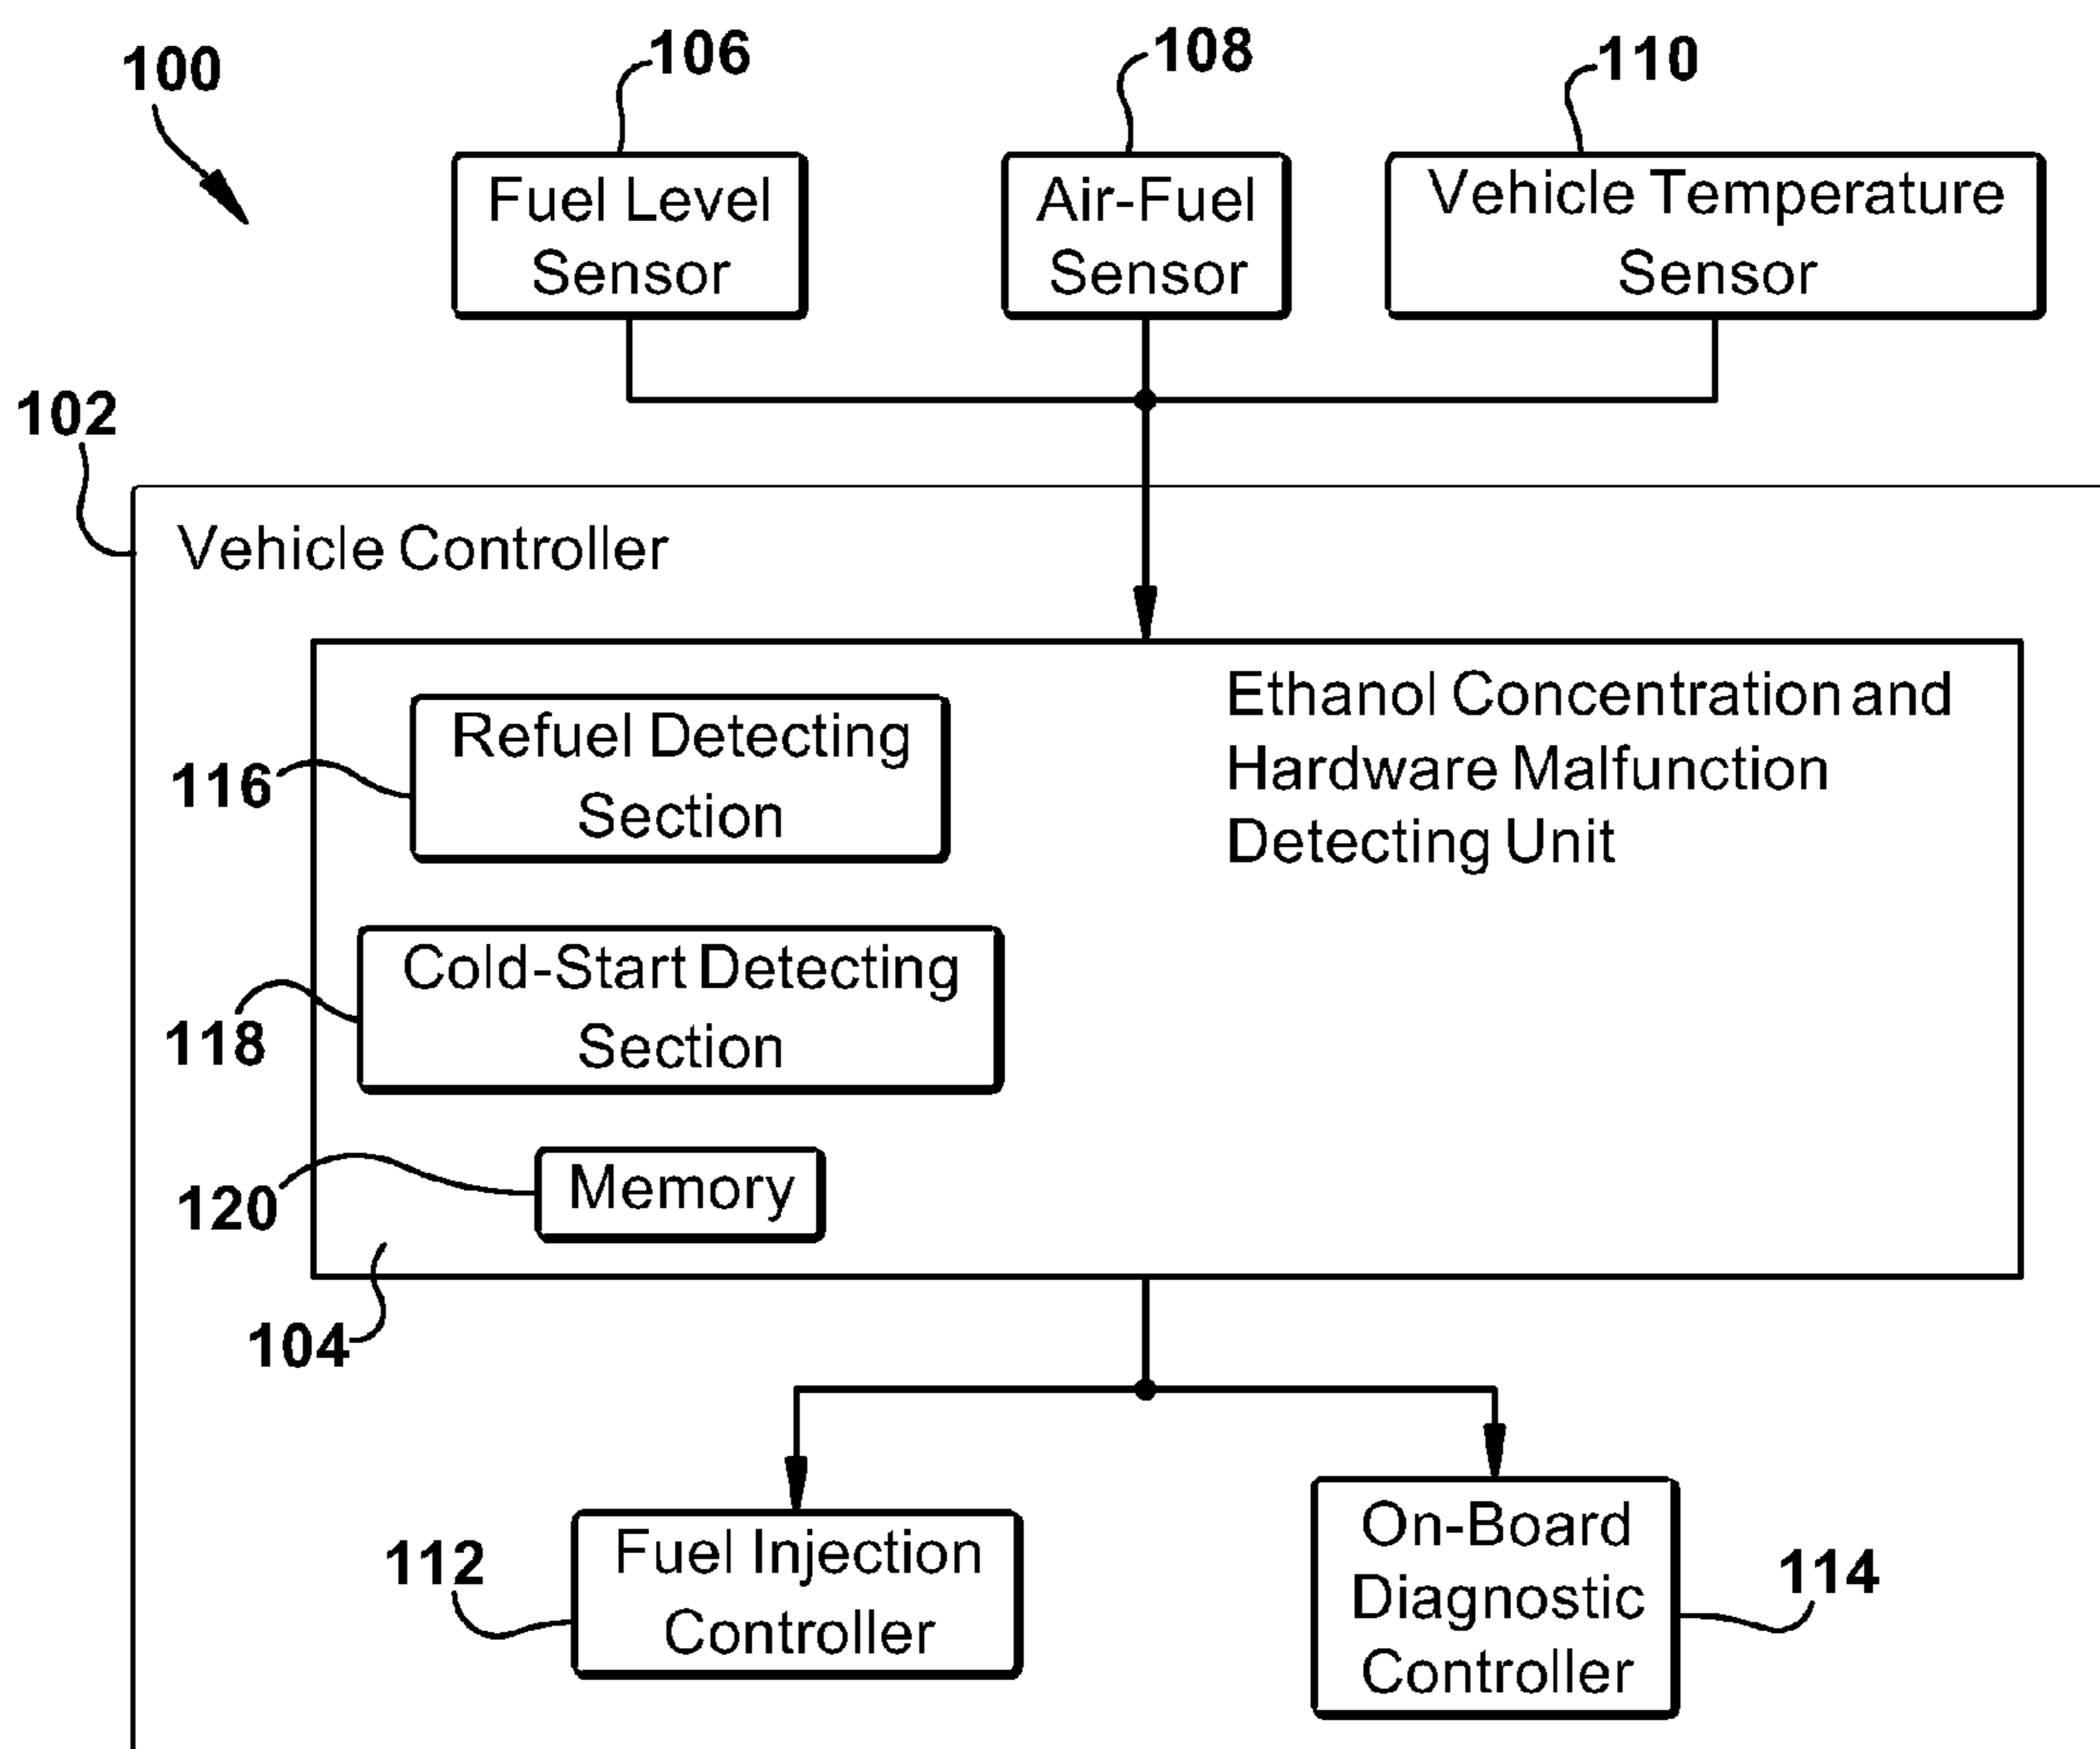 100
106
108
110
Fuel Level
Sensor
Air-Fuel
Sensor
Vehicle Temperature
Sensor
102
Vehicle Controller
Ethanol Concentration and
Hardware Malfunction
Detecting Unit
Refuel Detecting
Section
116
Cold-Start Detecting
Section
118
Memory
120
104
Fuel Injection
Controller
112
On-Board
Diagnostic
Controller
114